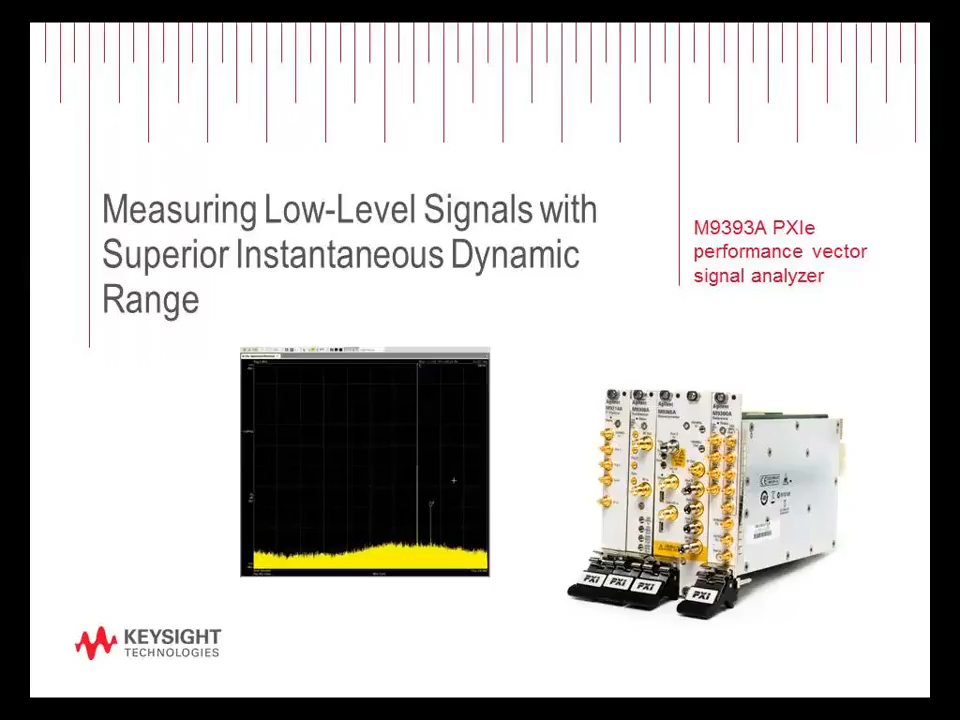 Measuring Low-Level Signals with
Superior Instantaneous Dynamic
Range
M9393A PXIe
performance vector
signal analyzer
PXI
PXI
PXI
PXI
KEYSIGHT
TECHNOLOGIES